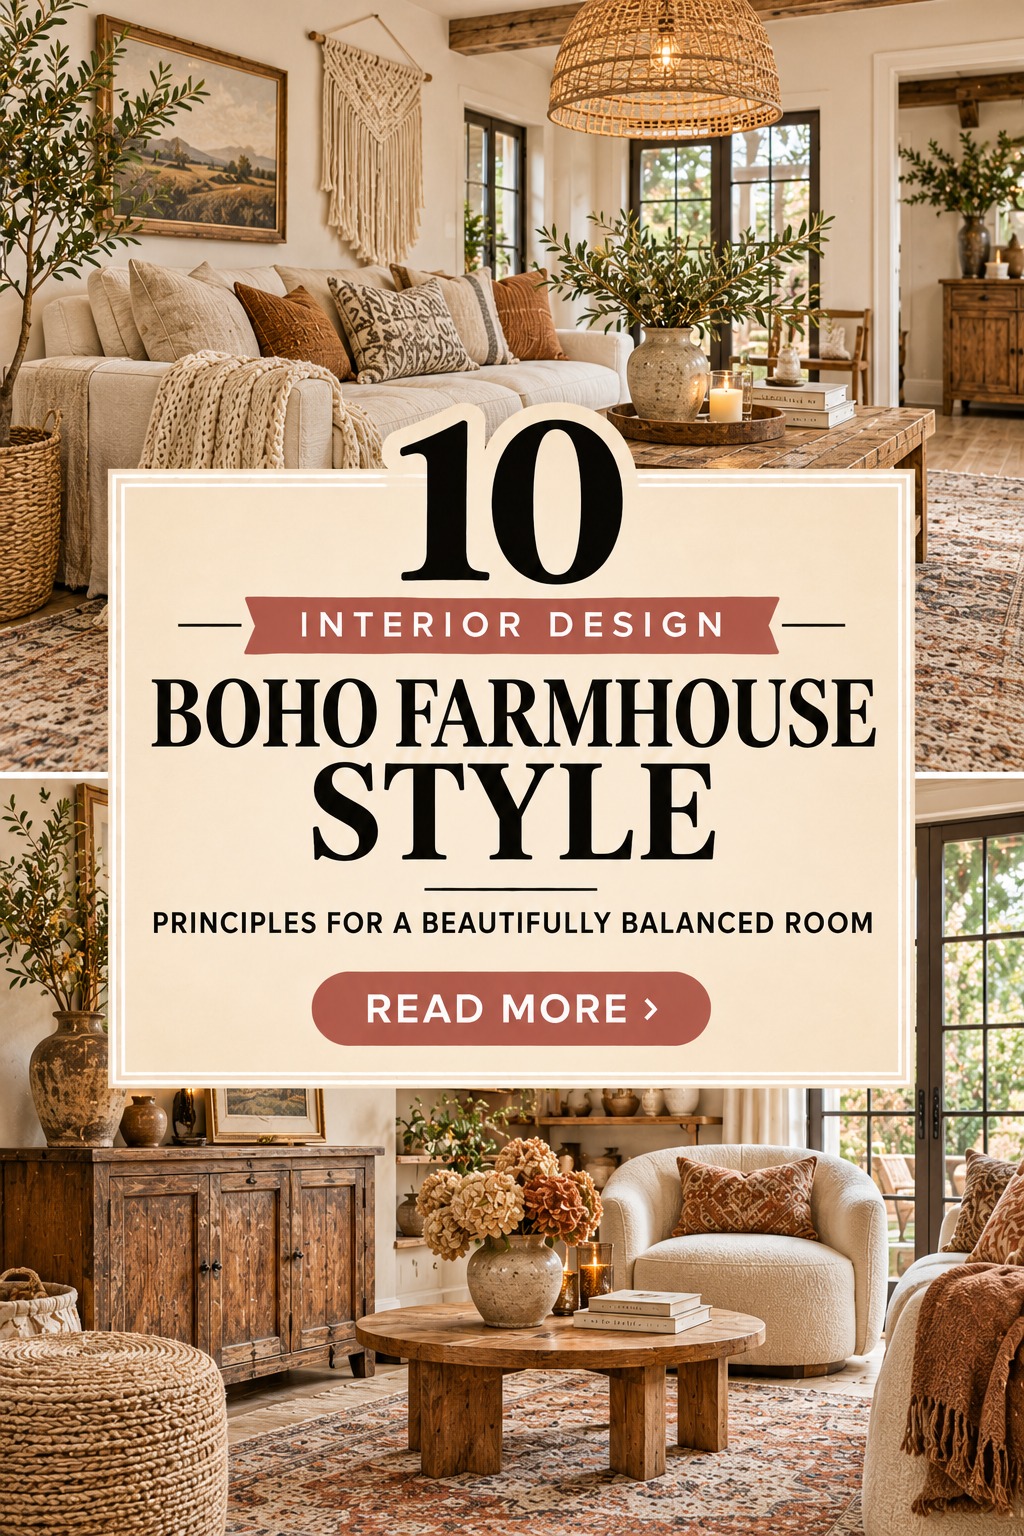 10
INTERIOR DESIGN
BOHO FARMHOUSE
STYLE
PRINCIPLES FOR A BEAUTIFULLY BALANCED ROOM
READ MORE >